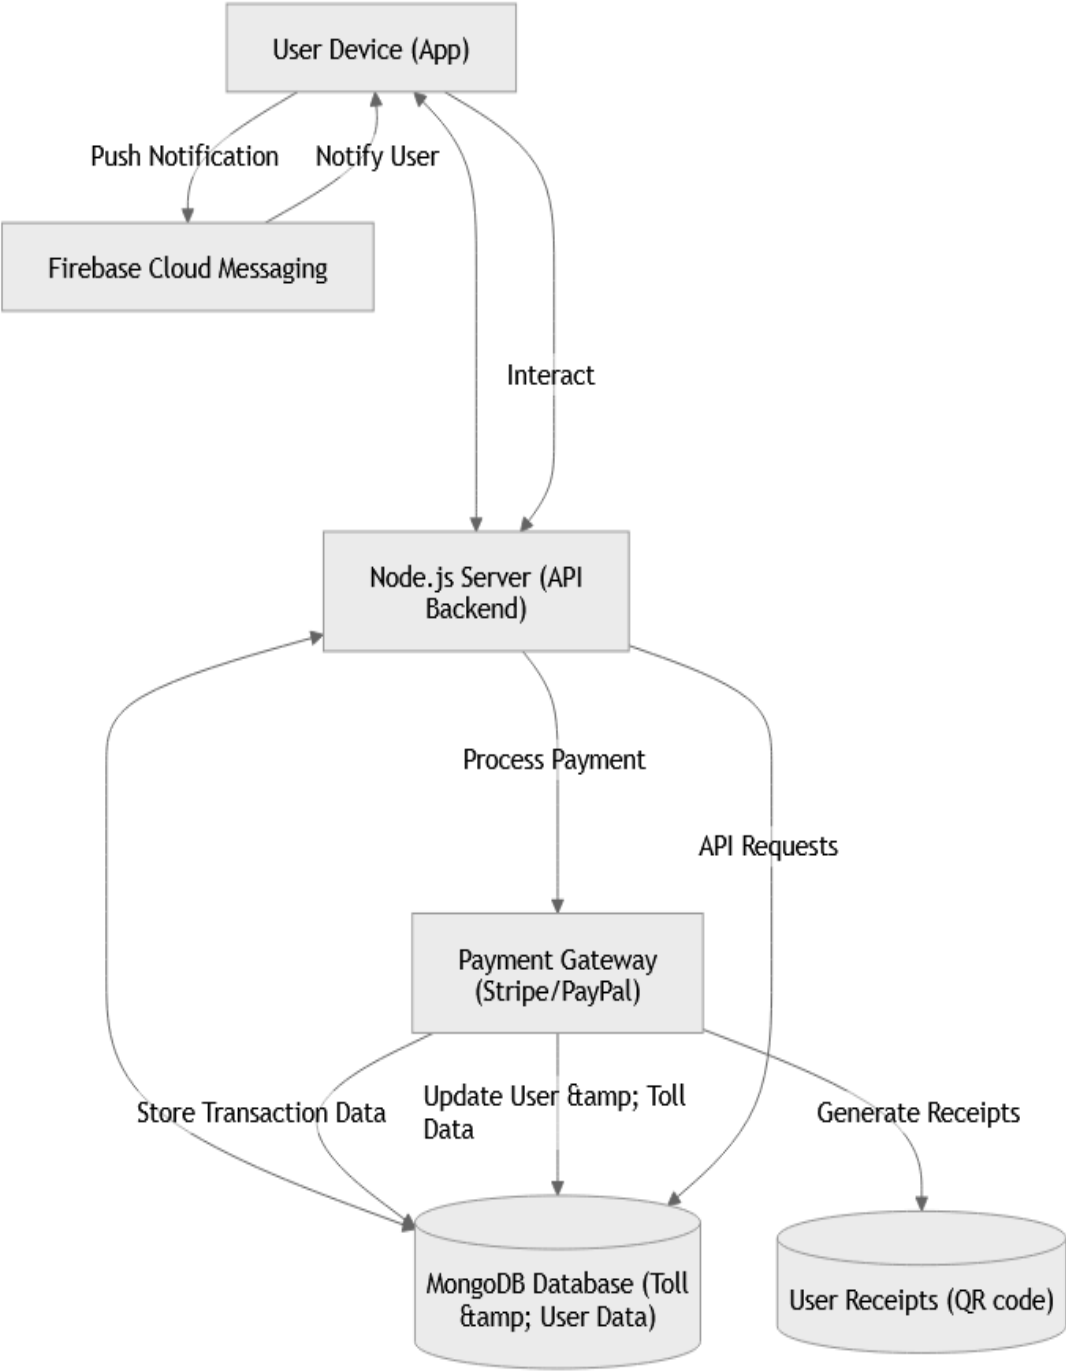 User Device (App)
Push Notification
Notify User
Firebase Cloud Messaging
Interact
Node.js Server (API
Backend)
Process Payment
API Requests
Payment Gateway
(Stripe/PayPal)
Store Transaction Data
Update User &amp; Toll
Data
Generate Receipts
MongoDB Database (Toll
&amp; User Data)
User Receipts (QR code)